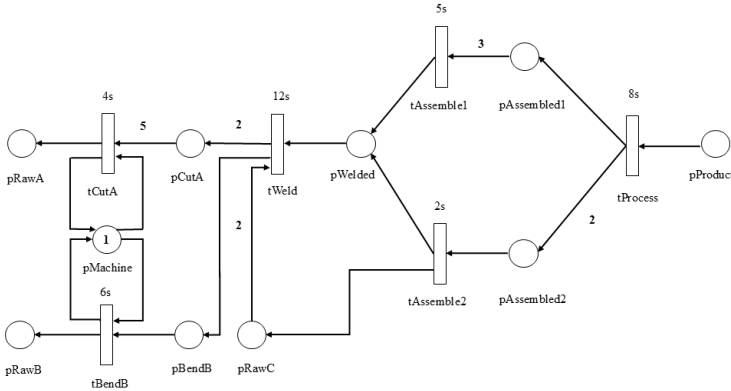 5s
3
pAssembled1
4s
12s
tAssemble1
8s
5
2
pRawA
tCutA
pCutA
tWeld
pWelded
pProduct
tProcess
1
2
2s
2
pMachine
6s
tAssemble2
pAssembled2
pRawB
tBendB
pBendB
pRawC